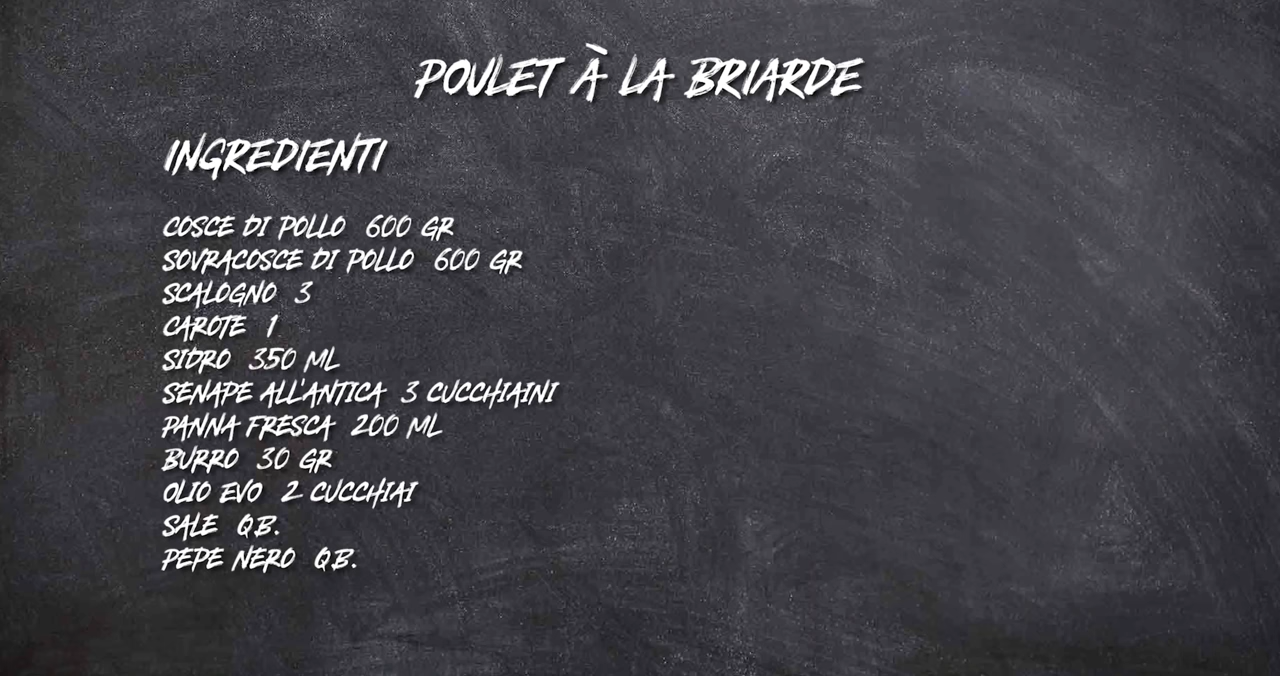 POULET À LA BRIARDE
INGREDIENTI
COSCE DI POLLO 600 GR
SOVRACOSCE DI POLLO 600 GR
SCALOGNO 3
CAROTE 1
SIDRO 350 ML
SENAPE ALL'ANTICA 3 CUCCHIAINI
PANNA FRESCA 200 ML
BURRO 30 GR
OLIO EVO 2 CUCCHIAI
SALE Q.B.
PEPE NERO Q.B.